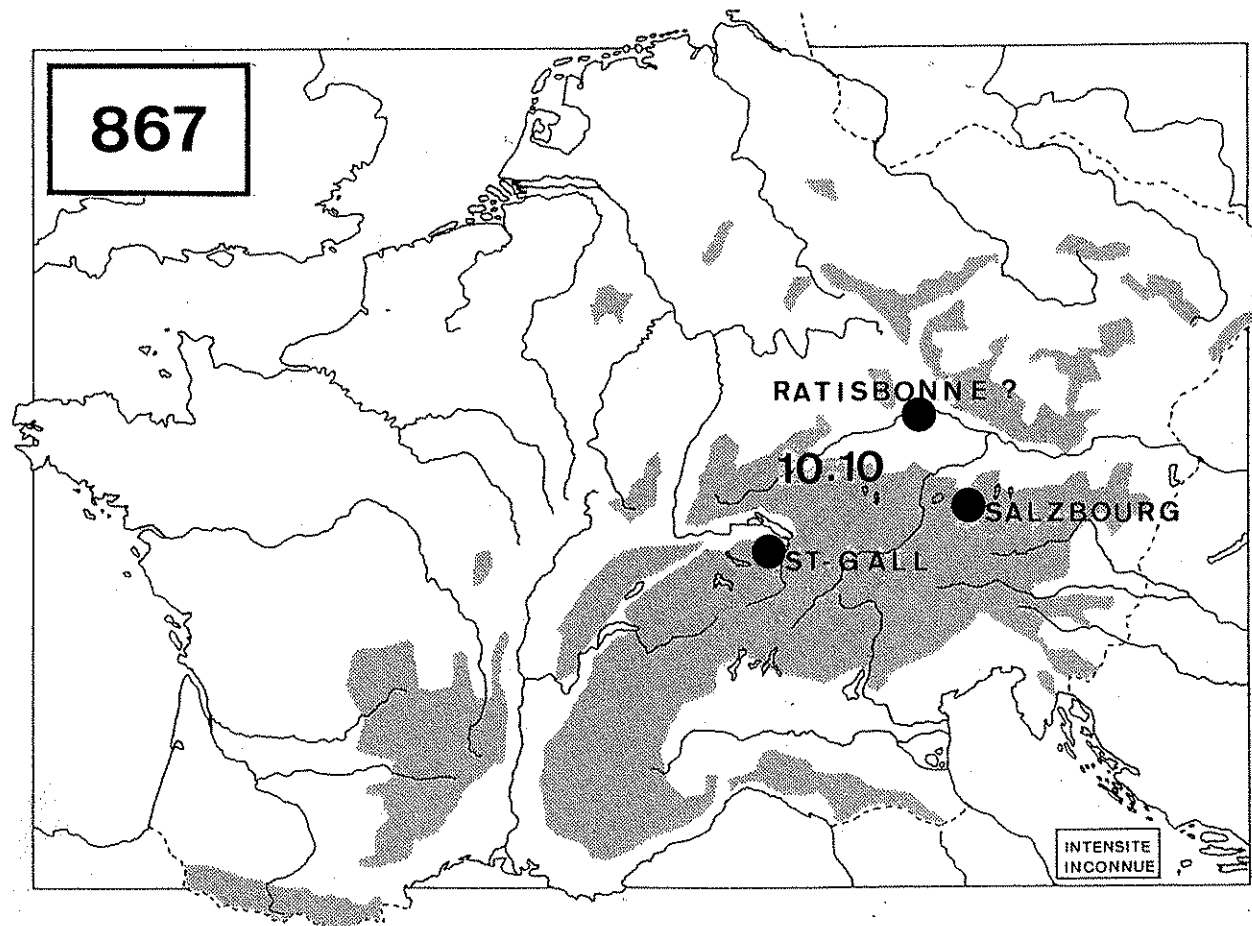 867
RATISBONNE ?
10.10
SALZBOURG
ST-GALL
INTENSITE
INCONNUE